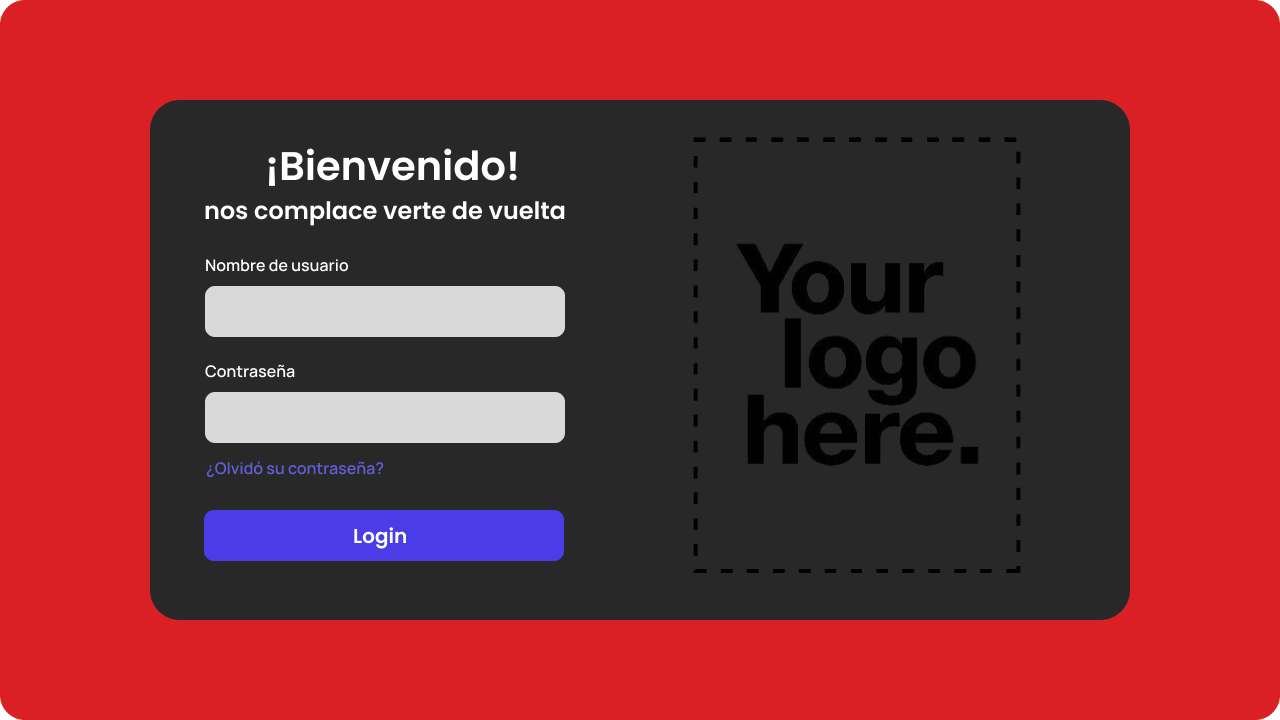 ¡Bienvenido!
nos complace verte de vuelta
Nombre de usuario
Contraseña
¿Olvidó su contraseña?
Login
Your
logo
here.